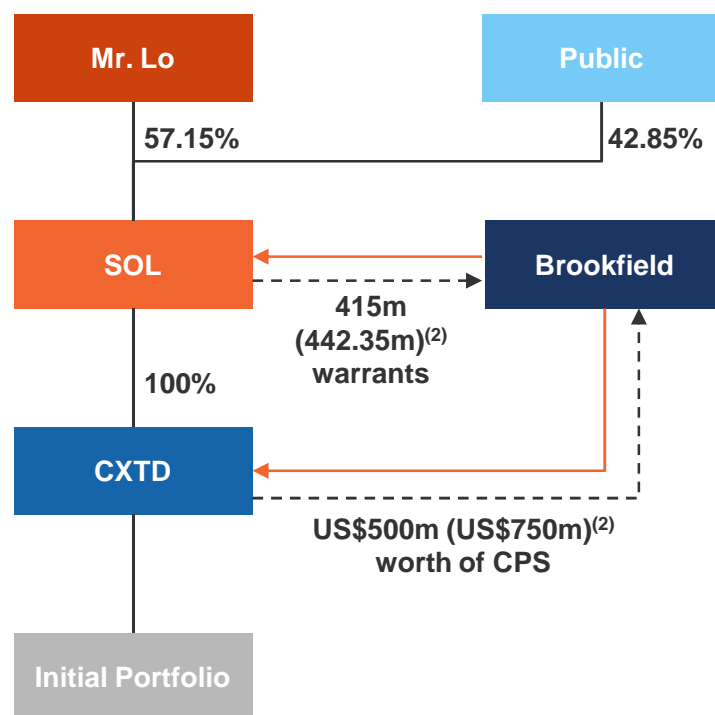 Mr. Lo
Public
57.15%
42.85%
SOL
Brookfield
415m
(442.35m)(2)
warrants
100%
CXTD
US$500m (US$750m)(2)
worth of CPS
Initial Portfolio